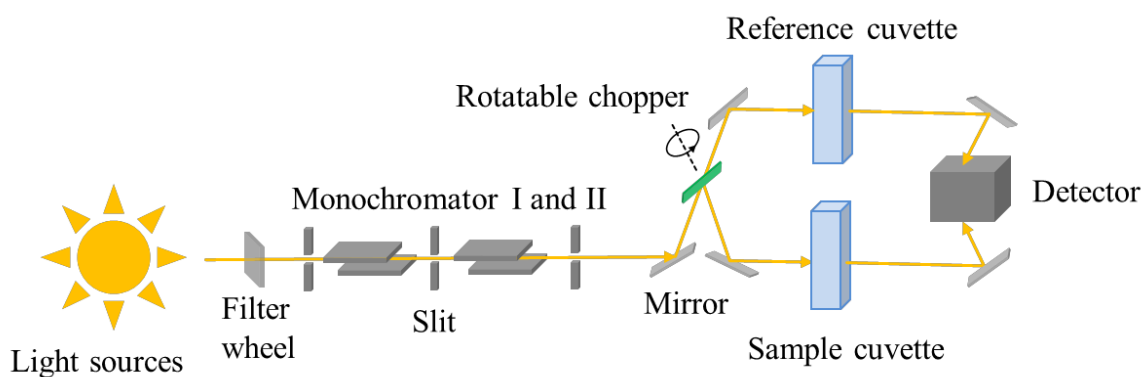 Reference cuvette
Rotatable chopper
Monochromator I and II
Detector
Filter
wheel
Slit
Mirror
Light sources
Sample cuvette